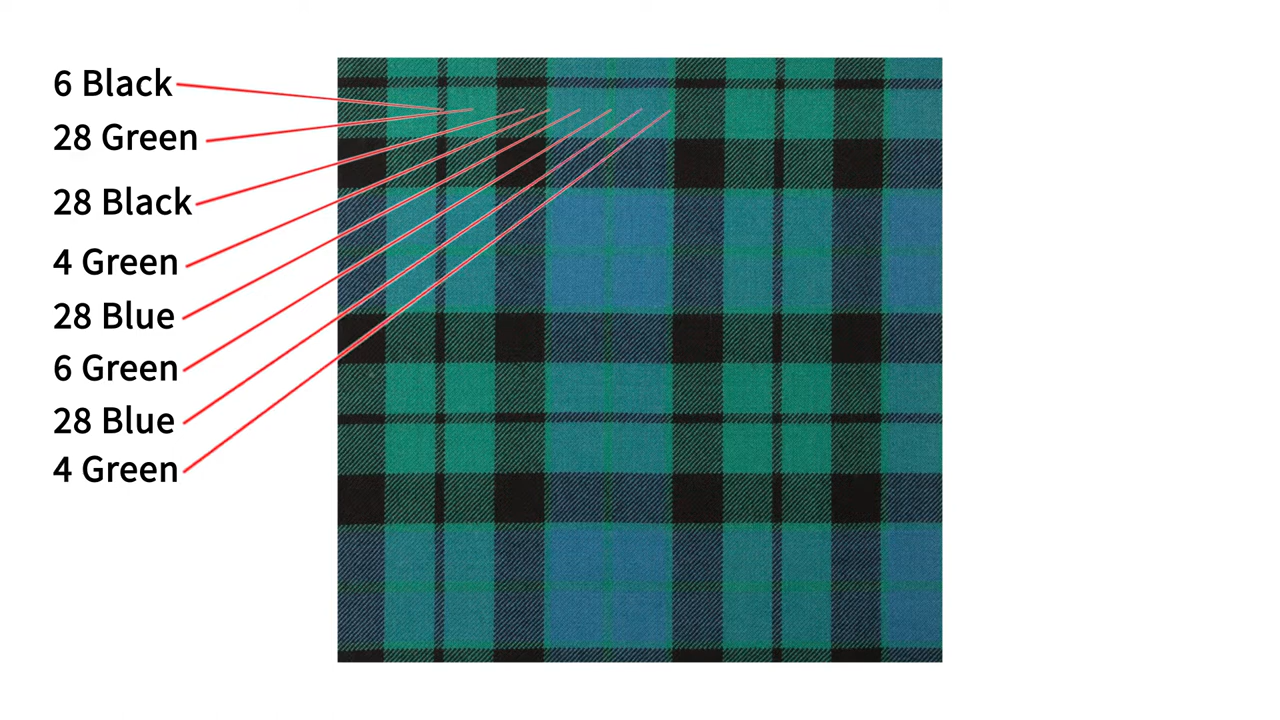 6 Black
28 Green
28 Black
4 Green
28 Blue
6 Green
28 Blue
4 Green